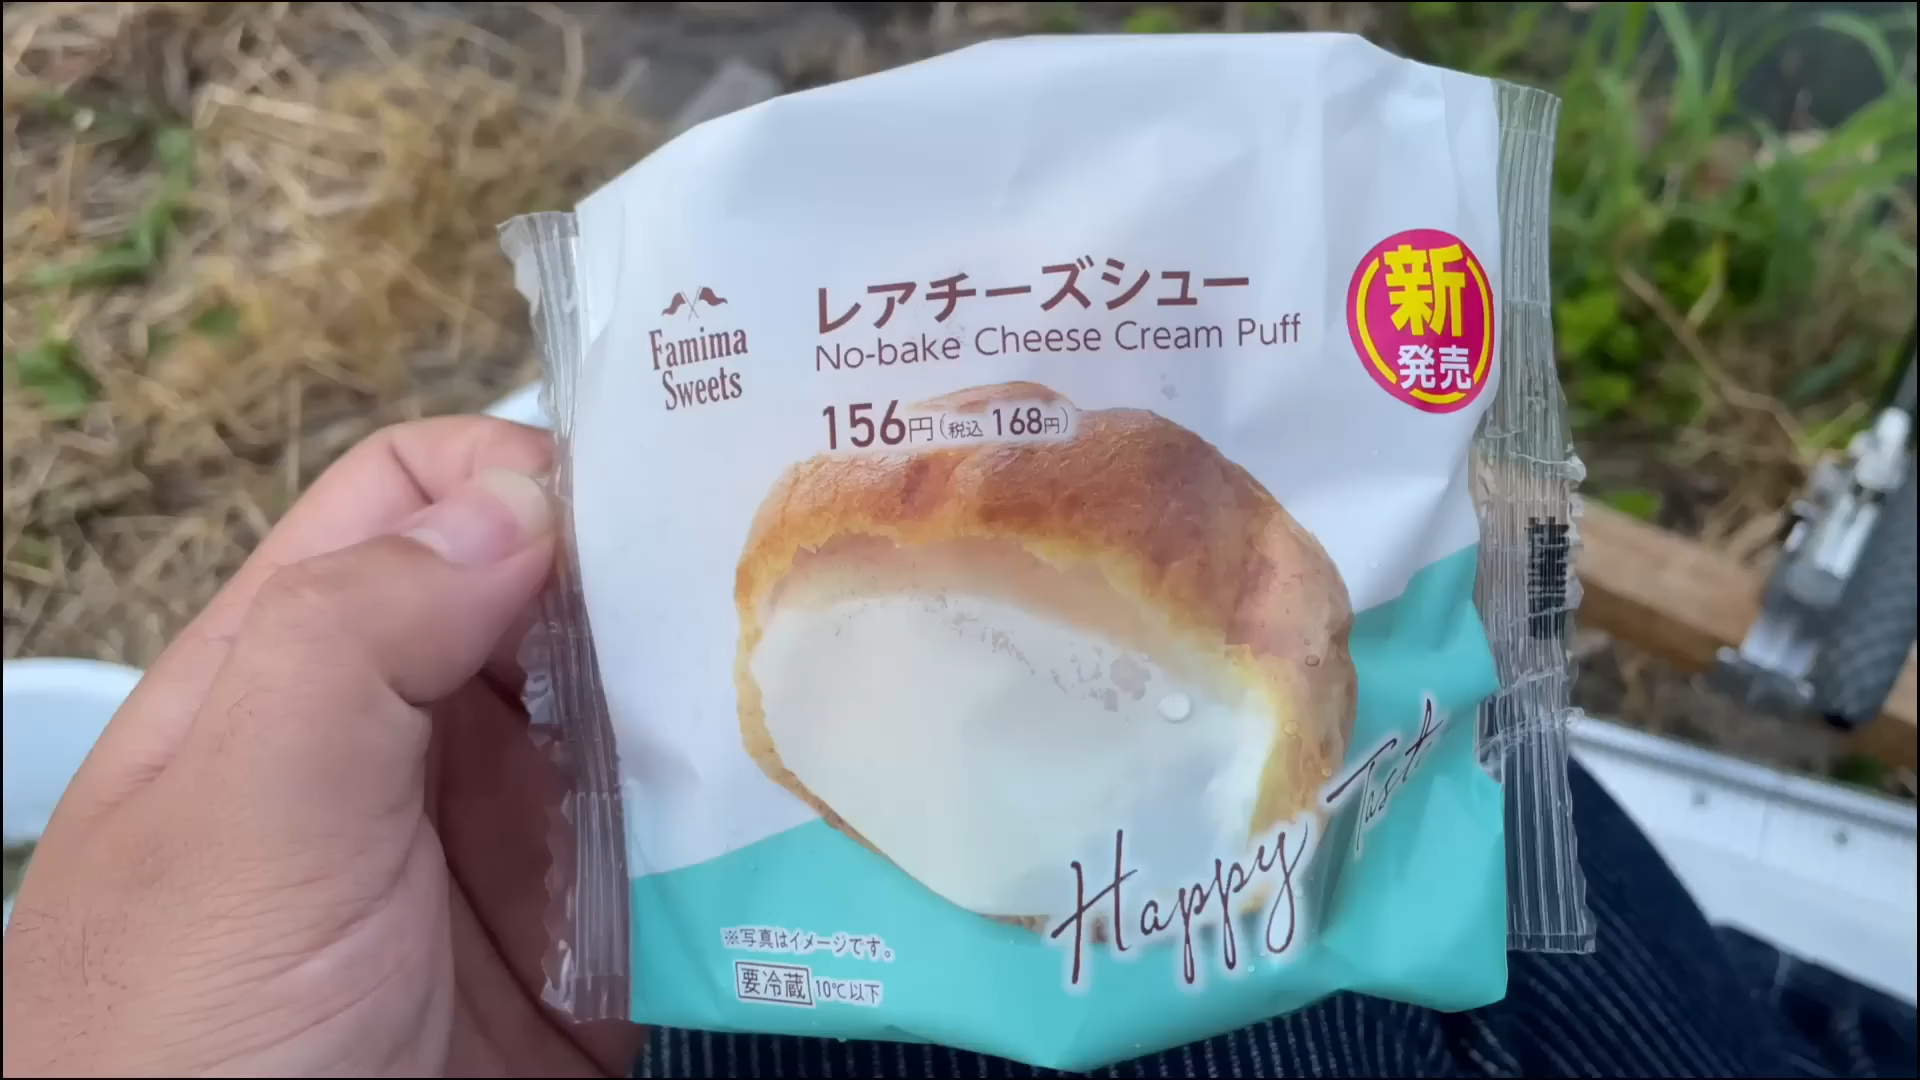 レアチーズシュー
No-bake Cheese Cream Puff
Famima
Sweets
156円(税込 168円)
新
発売
Happy
Taste
※写真はイメージです。
要冷蔵 10℃以下